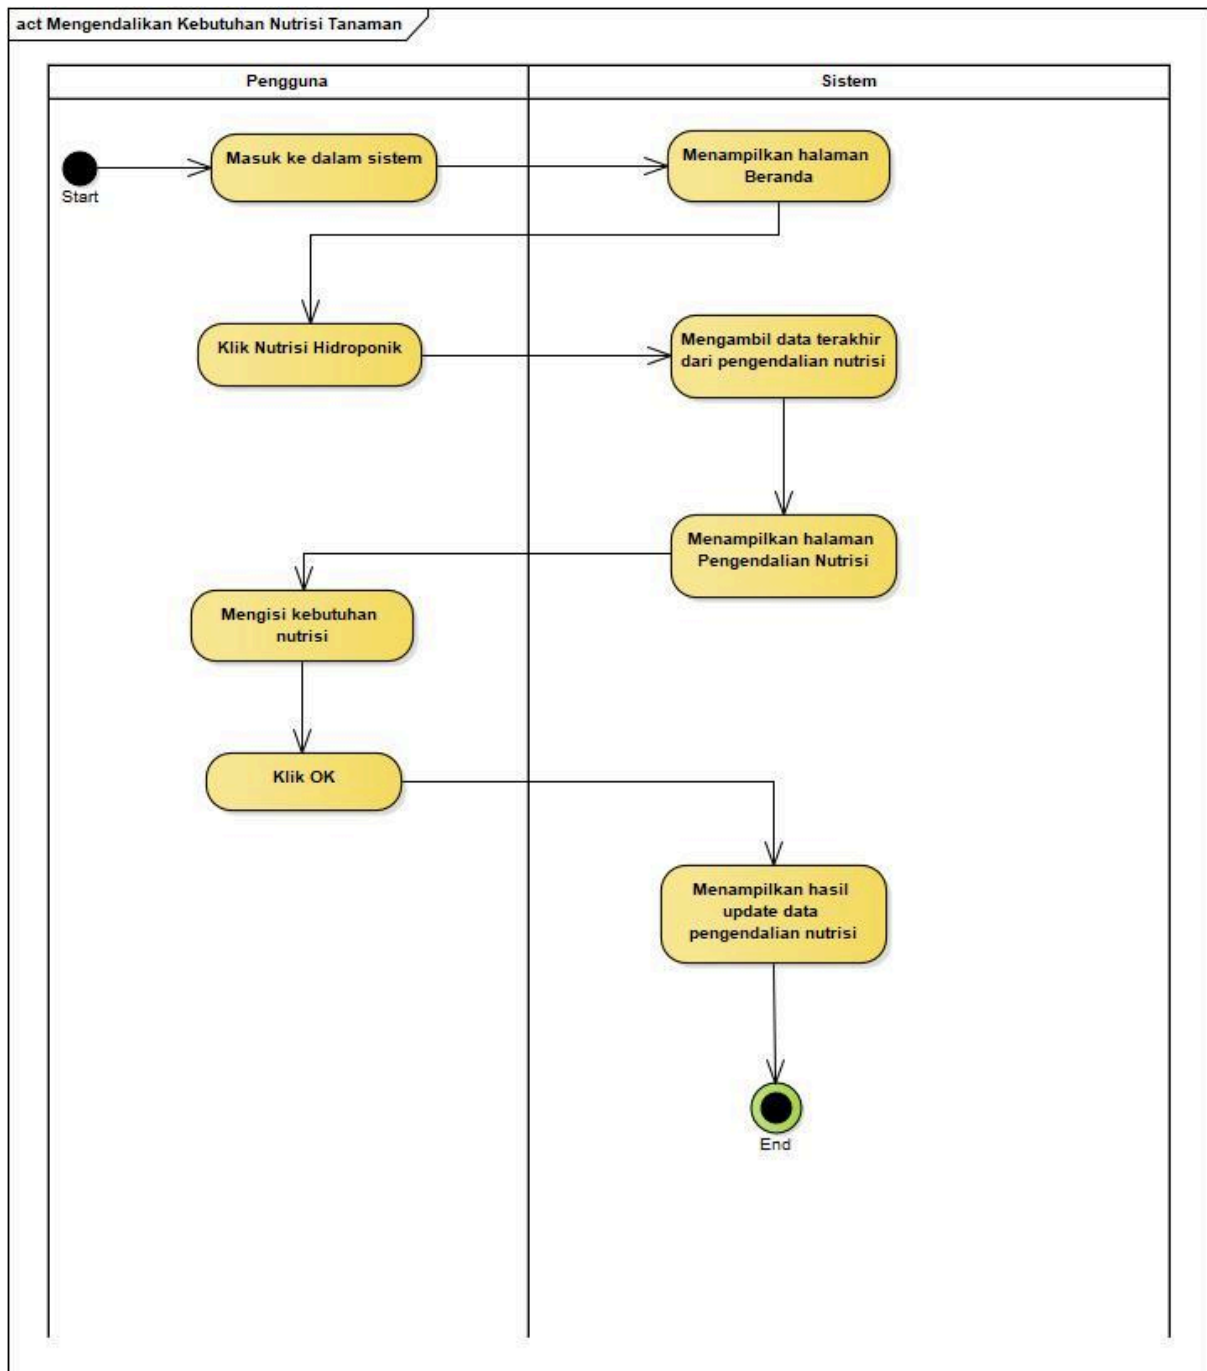 act Mengendalikan Kebutuhan Nutrisi Tanaman
Pengguna
Sistem
Start
Masuk ke dalam sistem
Menampilkan halaman
Beranda
Klik Nutrisi Hidroponik
Mengambil data terakhir
dari pengendalian nutrisi
Menampilkan halaman
Pengendalian Nutrisi
Mengisi kebutuhan
nutrisi
Klik OK
Menampilkan hasil
update data
pengendalian nutrisi
End